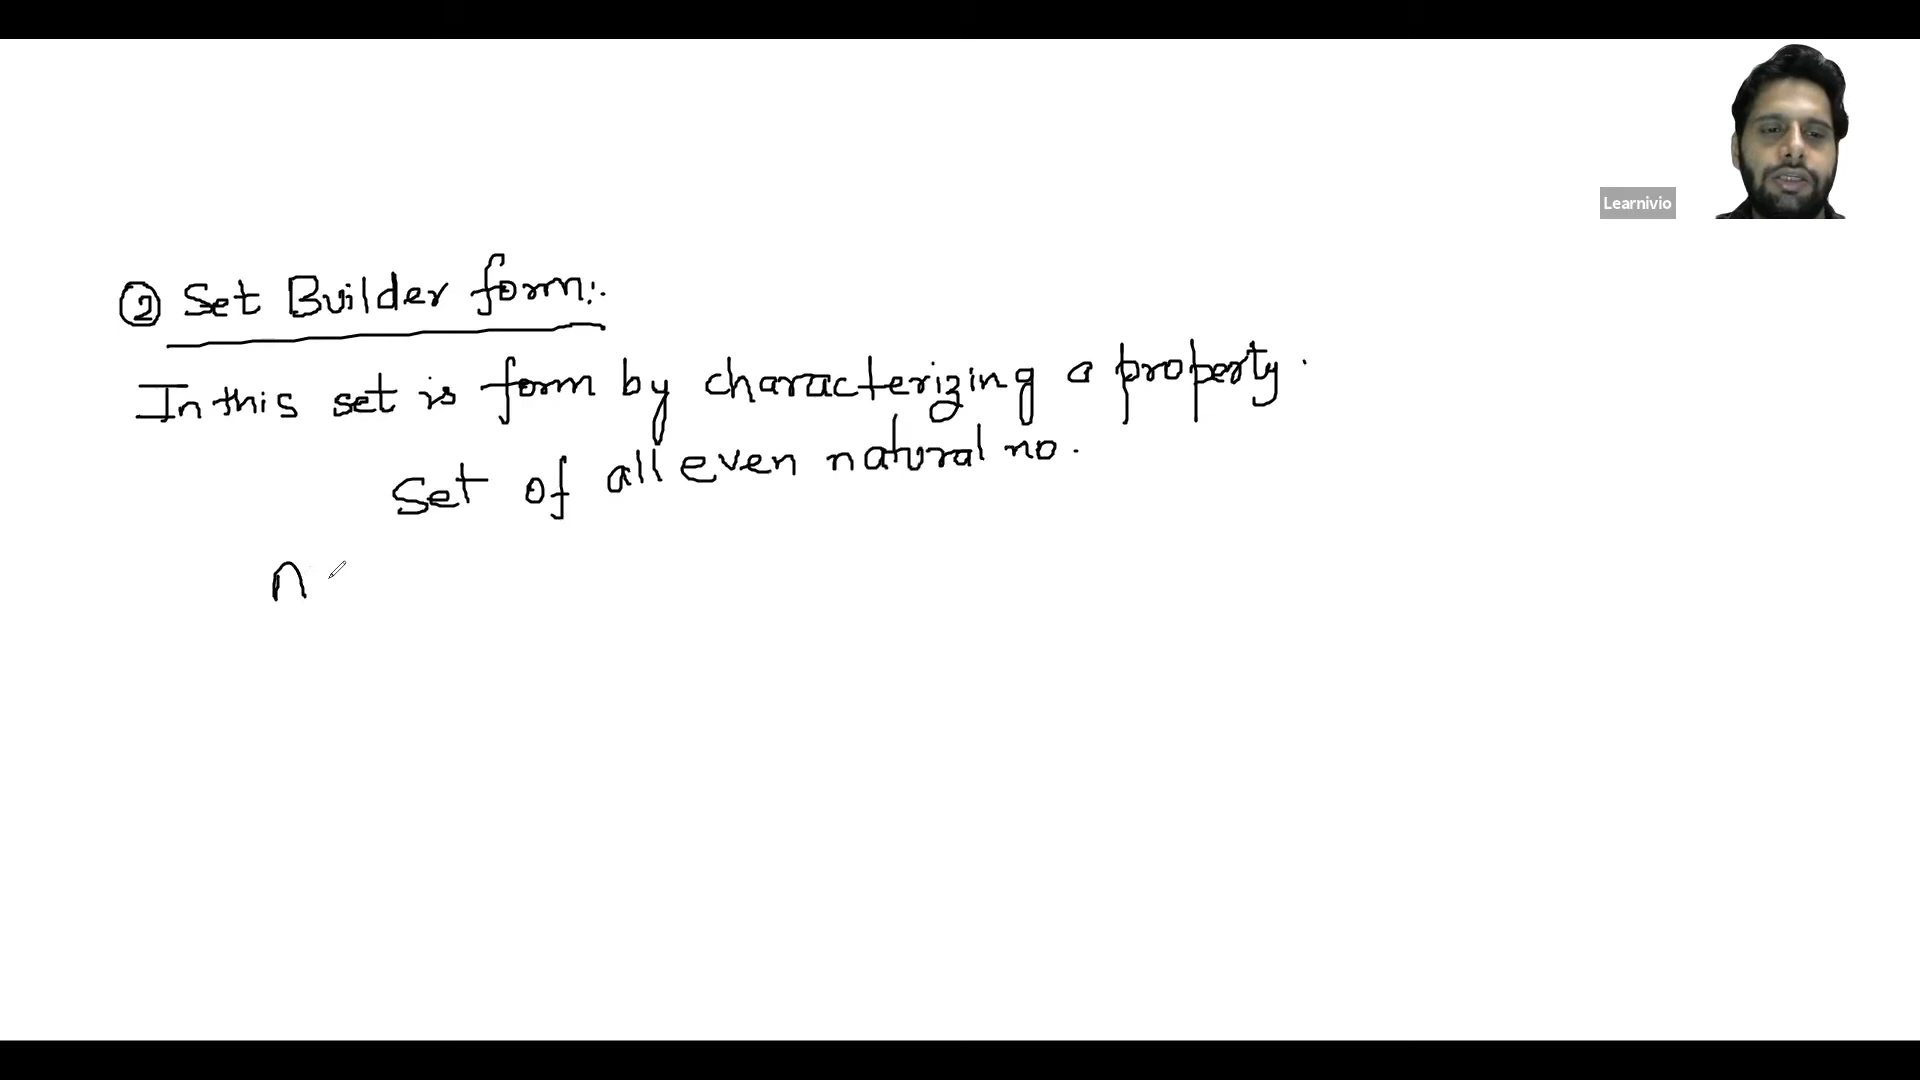 Learnivio
② Set Builder form:.
In this set is form by characterizing a property.
Set of all even natural no.
n